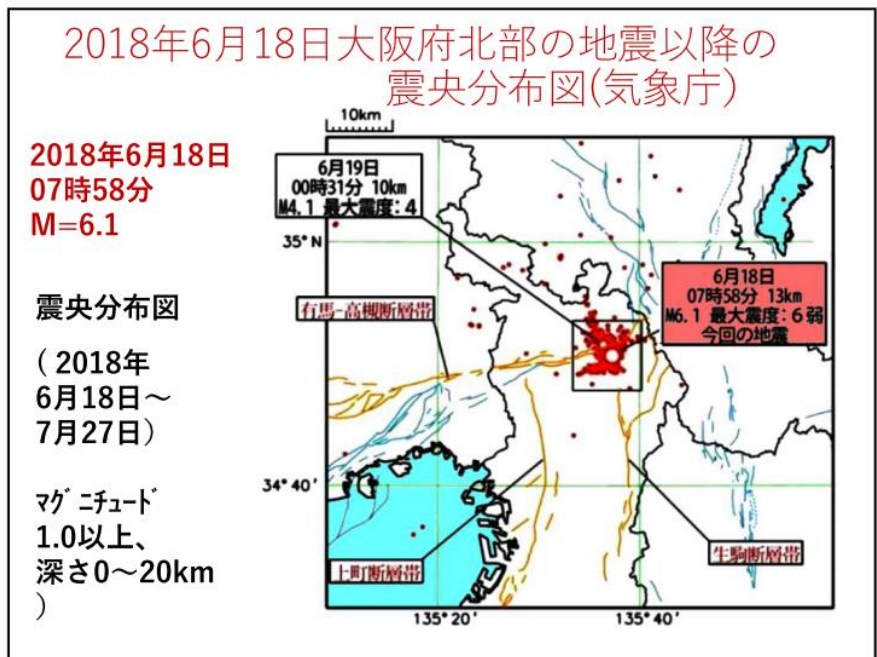 2018年6月18日大阪府北部の地震以降の
震央分布図(気象庁)
2018年6月18日
07時58分
M=6.1
震央分布図
( 2018年
6月18日～
7月27日)
ﾏｸﾞﾆﾁｭｰﾄﾞ
1.0以上、
深さ0～20km
)
10km
6月19日
00時31分 10km
M4.1 最大震度:4
35°N
6月18日
07時58分 13km
M6.1 最大震度:6弱
今回の地震
有馬-高槻断層帯
34°40'
上町断層帯
生駒断層帯
135°20'
135°40'